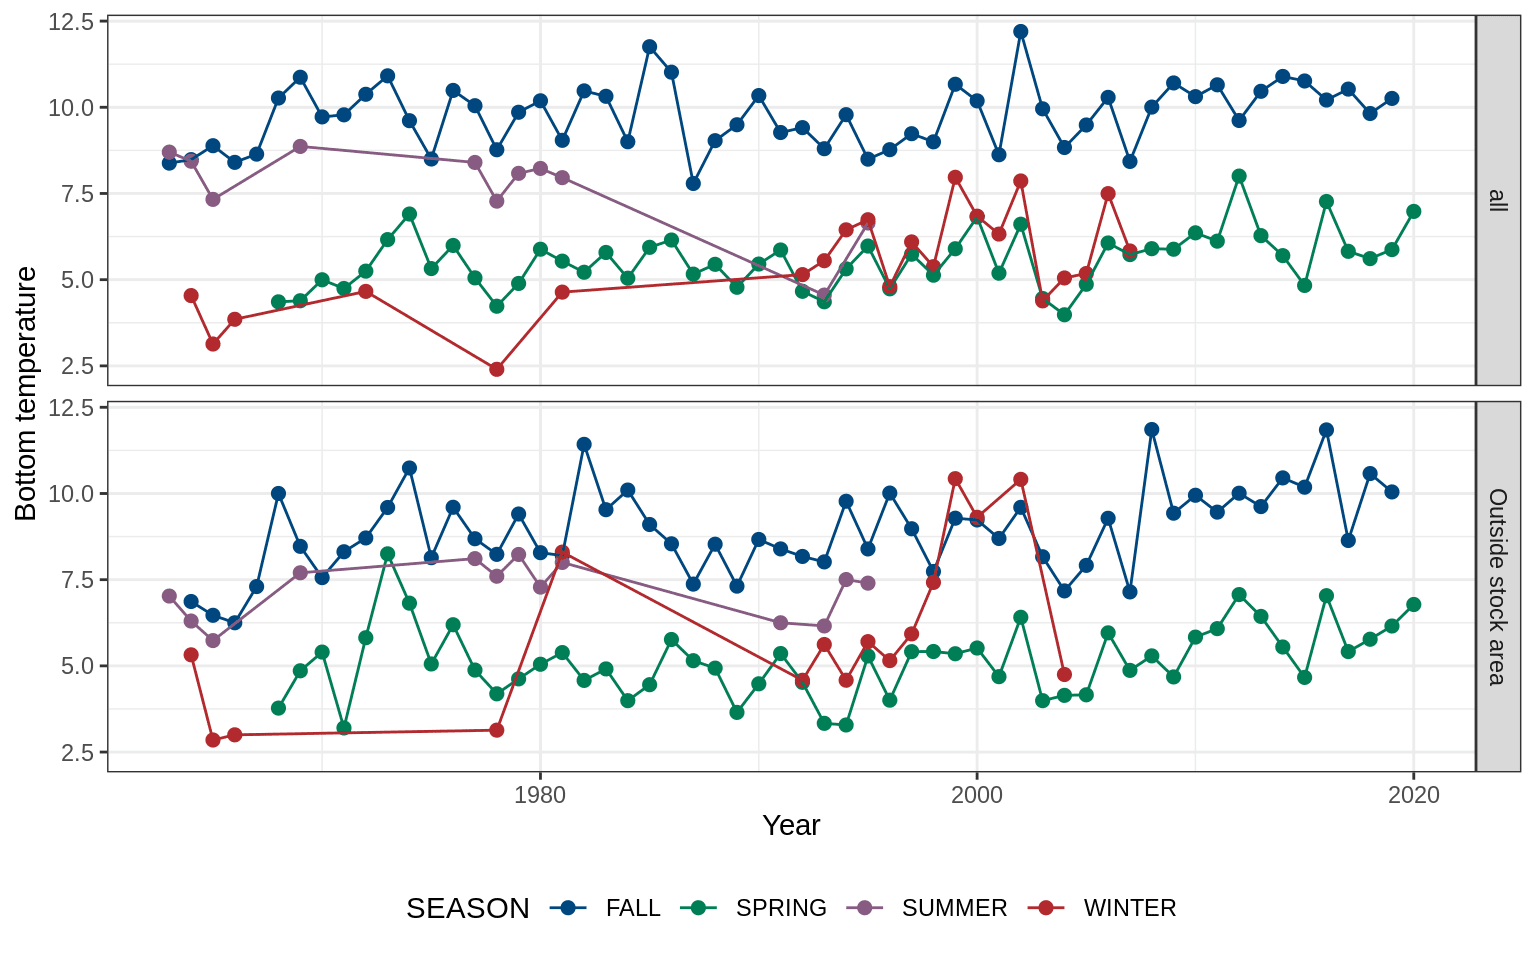 12.5
10.0
7.5
5.0
2.5
all
12.5
10.0
7.5
5.0
2.5
Outside stock area
Bottom temperature
1980 2000 2020
Year
SEASON FALL SPRING SUMMER WINTER